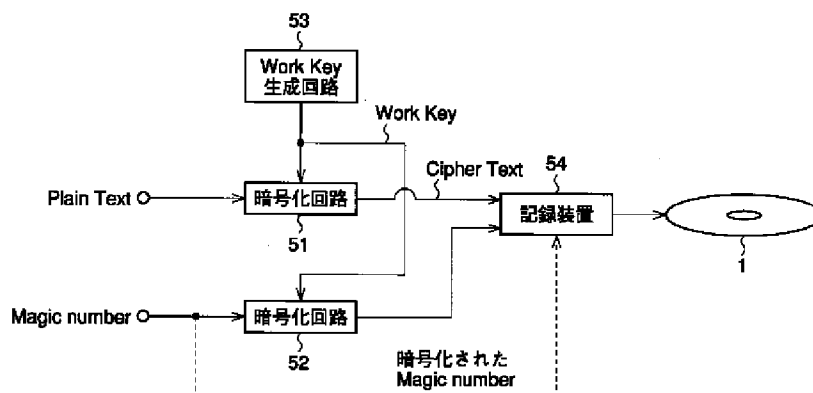 53
Work Key
生成回路
Work Key
Cipher Text
54
Plain Text
暗号化回路
記録装置
51
1
Magic number
暗号化回路
52
暗号化された
Magic number